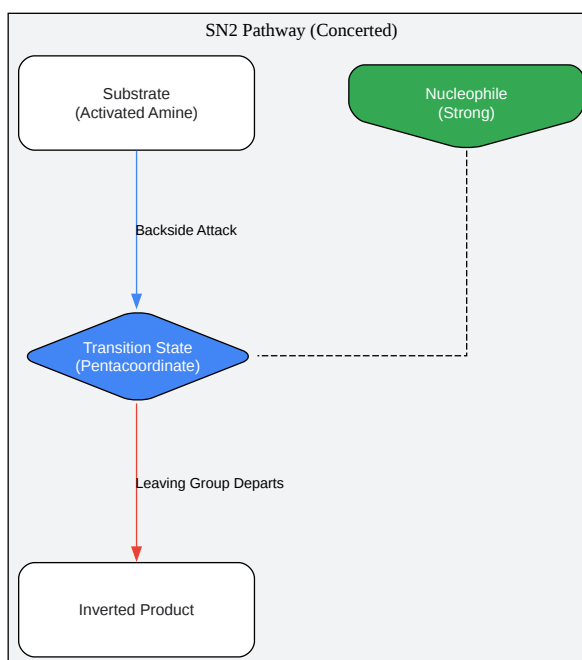 SN2 Pathway (Concerted)
Substrate
(Activated Amine)
Nucleophile
(Strong)
Backside Attack
Transition State
(Pentacoordinate)
Leaving Group Departs
Inverted Product